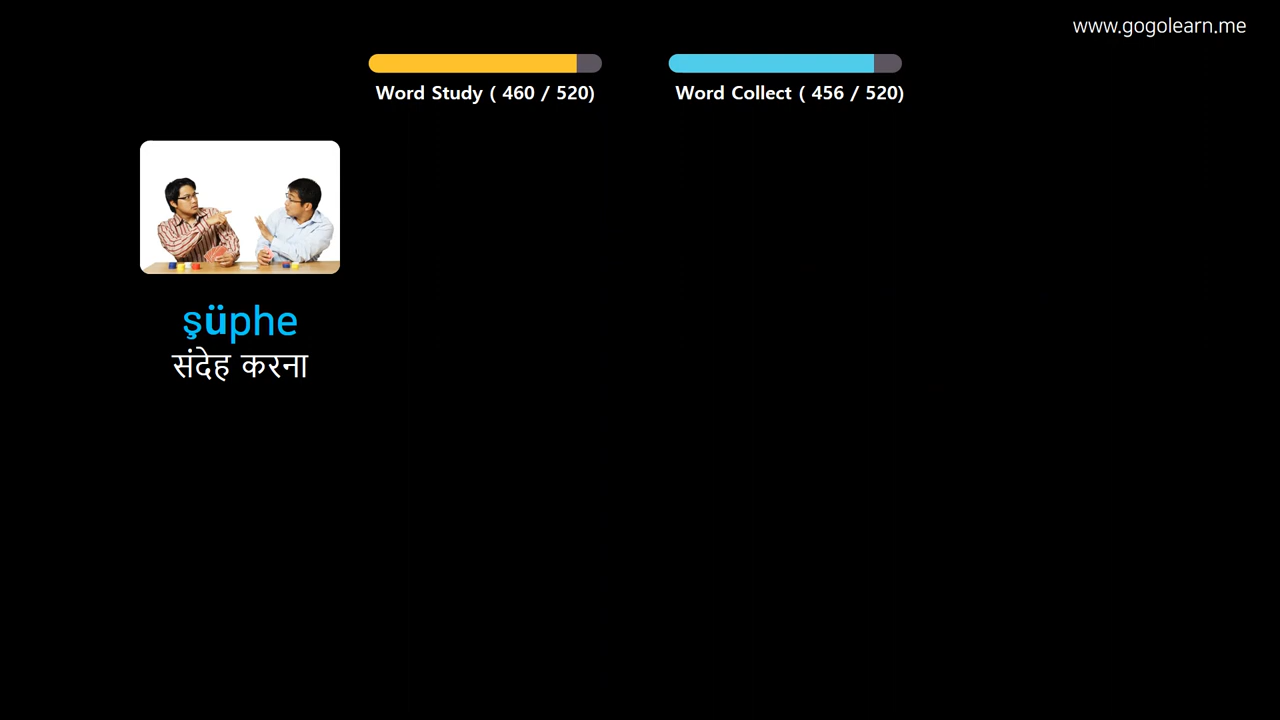 www.gogolearn.me
Word Study ( 460 / 520)
Word Collect ( 456 / 520)
şüphe
संदेह करना